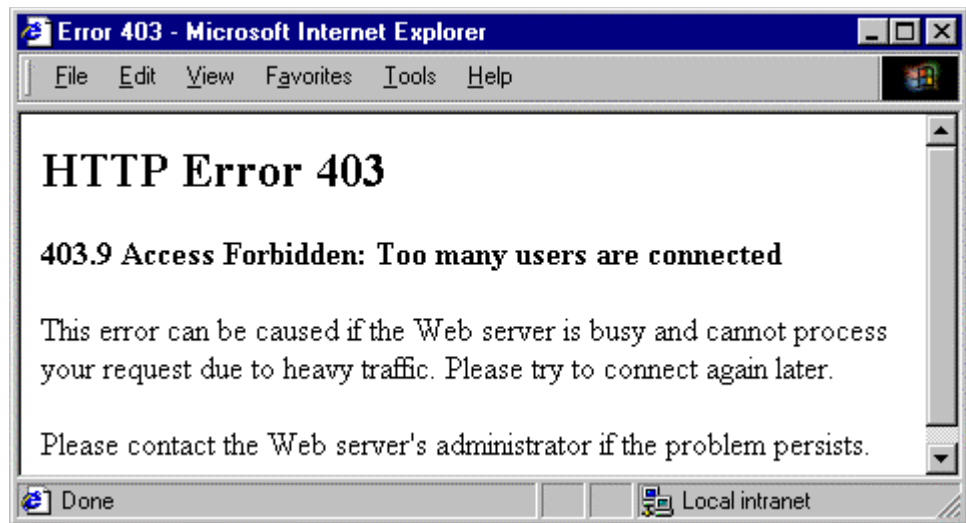 Error 403 - Microsoft Internet Explorer
File Edit View Favorites Tools Help
HTTP Error 403
403.9 Access Forbidden: Too many users are connected
This error can be caused if the Web server is busy and cannot process
your request due to heavy traffic. Please try to connect again later.
Please contact the Web server's administrator if the problem persists.
Done Local intranet